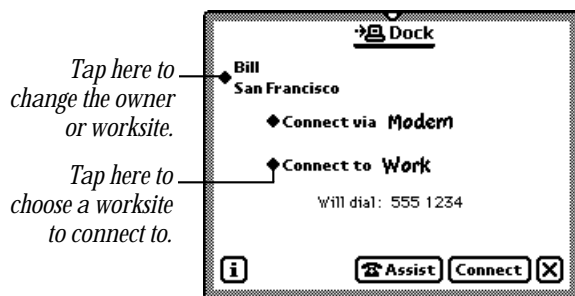 Dock
Tap here to
change the owner
or worksite.
Bill
San Francisco
Connect via Modem
Tap here to
choose a worksite
to connect to.
Connect to Work
Will dial: 555 1234
i
Assist
Connect
X